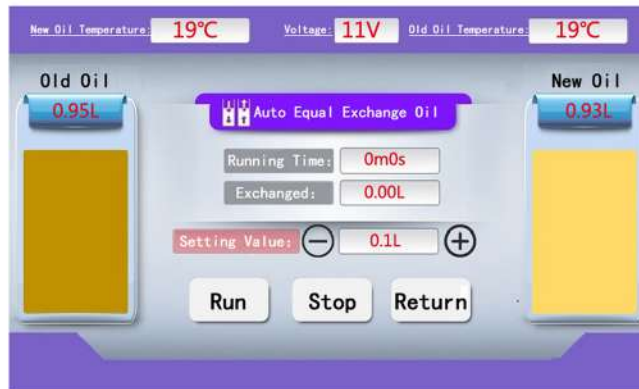 New Oil Temperature: 19℃ Voltage: 11V Old Oil Temperature: 19℃
Old Oil
0.95L
New Oil
0.93L
Auto Equal Exchange Oil
Running Time: 0m0s
Exchanged: 0.00L
Setting Value: − 0.1L +
Run Stop Return